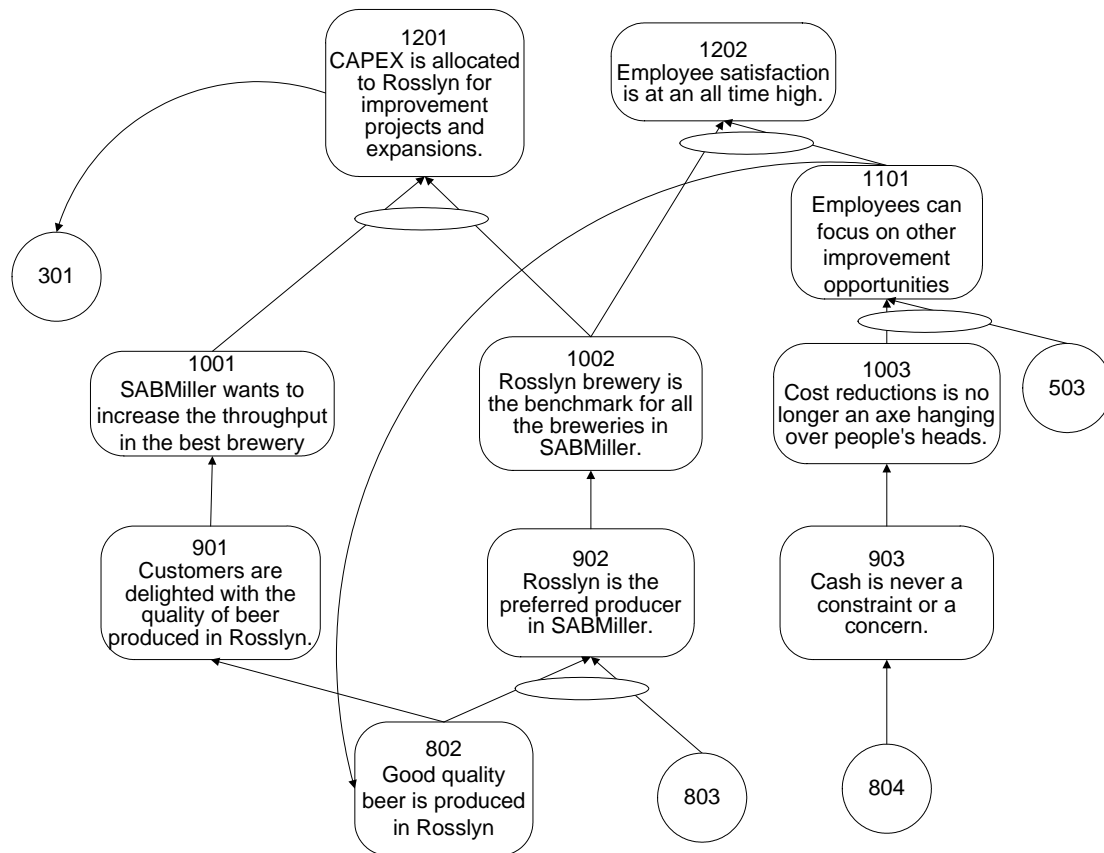 1201
CAPEX is allocated
to Rosslyn for
improvement
projects and
expansions.
1202
Employee satisfaction
is at an all time high.
1101
Employees can
focus on other
improvement
opportunities
301
1001
SABMiller wants to
increase the throughput
in the best brewery
1002
Rosslyn brewery is
the benchmark for all
the breweries in
SABMiller.
1003
Cost reductions is no
longer an axe hanging
over people's heads.
503
901
Customers are
delighted with the
quality of beer
produced in Rosslyn.
902
Rosslyn is the
preferred producer
in SABMiller.
903
Cash is never a
constraint or a
concern.
802
Good quality
beer is produced
in Rosslyn
803
804